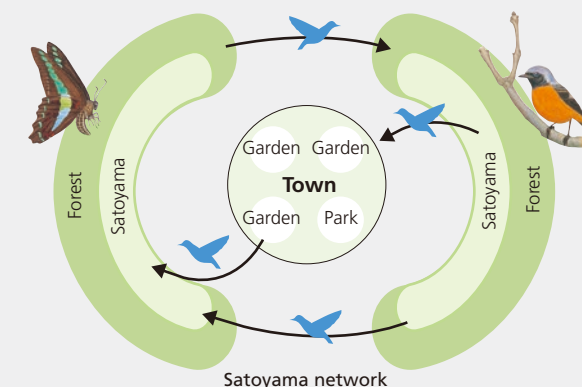 Garden Garden
Town
Garden Park
Forest
Satoyama
Satoyama
Forest
Satoyama network